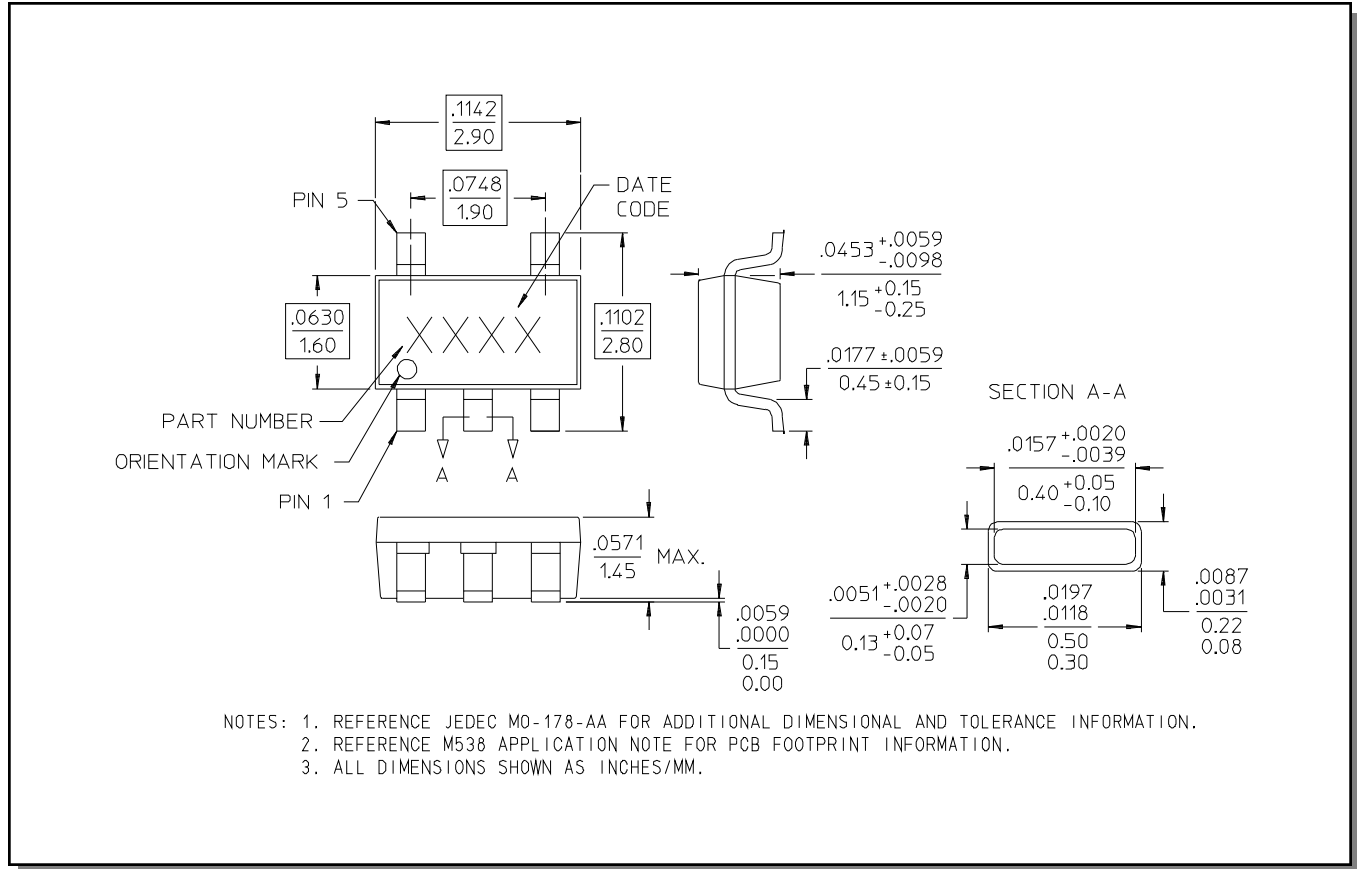 .1142
2.90
.0748
1.90
DATE
CODE
PIN 5
.0453 +.0059
-.0098
1.15 +0.15
-0.25
.0630
1.60
XXXX
.1102
2.80
.0177 ±.0059
0.45 ±0.15
SECTION A-A
PART NUMBER
ORIENTATION MARK
A A
PIN 1
.0157 +.0020
-.0039
0.40 +0.05
-0.10
.0571
1.45
MAX.
.0059
.0000
0.15
0.00
.0051 +.0028
-.0020
0.13 +0.07
-0.05
.0197
.0118
0.50
0.30
.0087
.0031
0.22
0.08
NOTES: 1. REFERENCE JEDEC MO-178-AA FOR ADDITIONAL DIMENSIONAL AND TOLERANCE INFORMATION.
2. REFERENCE M538 APPLICATION NOTE FOR PCB FOOTPRINT INFORMATION.
3. ALL DIMENSIONS SHOWN AS INCHES/MM.